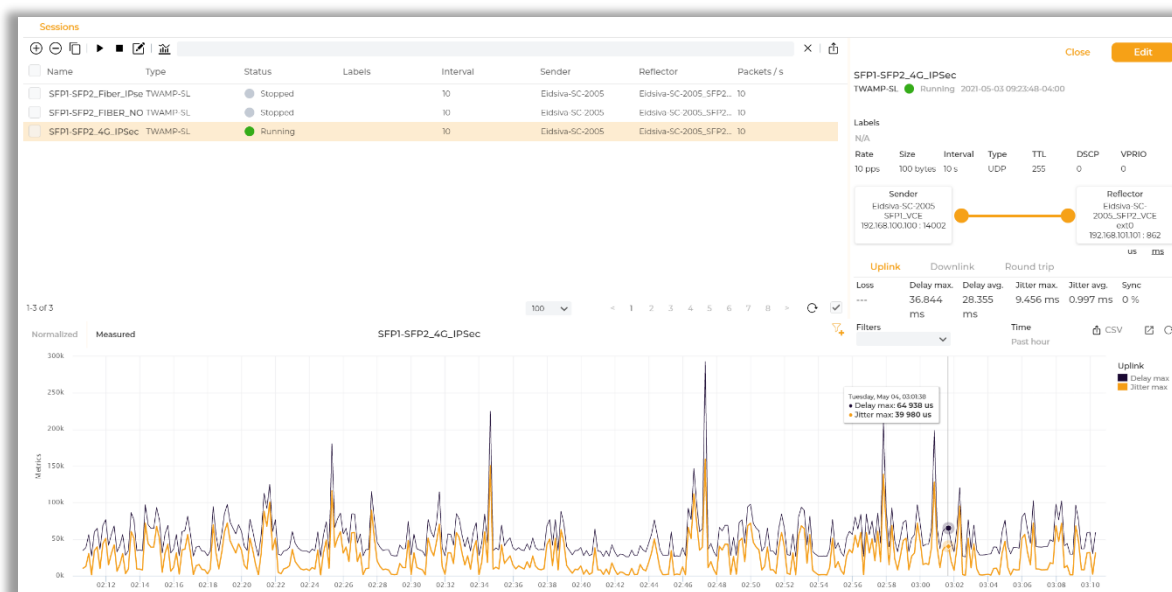 Sessions
Name Type Status Labels Interval Sender Reflector Packets / s
SFP1-SFP2_Fiber_IPse TWAMP-SL Stopped 10 Eidsiva-SC-2005 Eidsiva-SC-2005_SFP2... 10
SFP1-SFP2_FIBER_NO TWAMP-SL Stopped 10 Eidsiva-SC-2005 Eidsiva-SC-2005_SFP2... 10
SFP1-SFP2_4G_IPSec TWAMP-SL Running 10 Eidsiva-SC-2005 Eidsiva-SC-2005_SFP2... 10
1-3 of 3 100 < 1 2 3 4 5 6 7 8 >
Close Edit
SFP1-SFP2_4G_IPSec
TWAMP-SL Running 2021-05-03 09:23:48-04:00
Labels
N/A
Rate Size Interval Type TTL DSCP VPRIO
10 pps 100 bytes 10 s UDP 255 0 0
Sender
Eidsiva-SC-2005
SFP1_VCE
192.168.100.100 : 14002
Reflector
Eidsiva-SC-
2005_SFP2_VCE
ext0
192.168.101.101 : 862
us ms
Uplink Downlink Round trip
Loss Delay max. Delay avg. Jitter max. Jitter avg. Sync
--- 36.844 ms 28.355 ms 9.456 ms 0.997 ms 0 %
Filters Time CSV
Past hour
Normalized Measured SFP1-SFP2_4G_IPSec
Metrics
300k
250k
200k
150k
100k
50k
0k
02:12 02:14 02:16 02:18 02:20 02:22 02:24 02:26 02:28 02:30 02:32 02:34 02:36 02:38 02:40 02:42 02:44 02:46 02:48 02:50 02:52 02:54 02:56 02:58 03:00 03:02 03:04 03:06 03:08 03:10
Tuesday, May 04, 03:01:38
Delay max: 64 938 us
Jitter max: 39 980 us
Uplink
Delay max
Jitter max